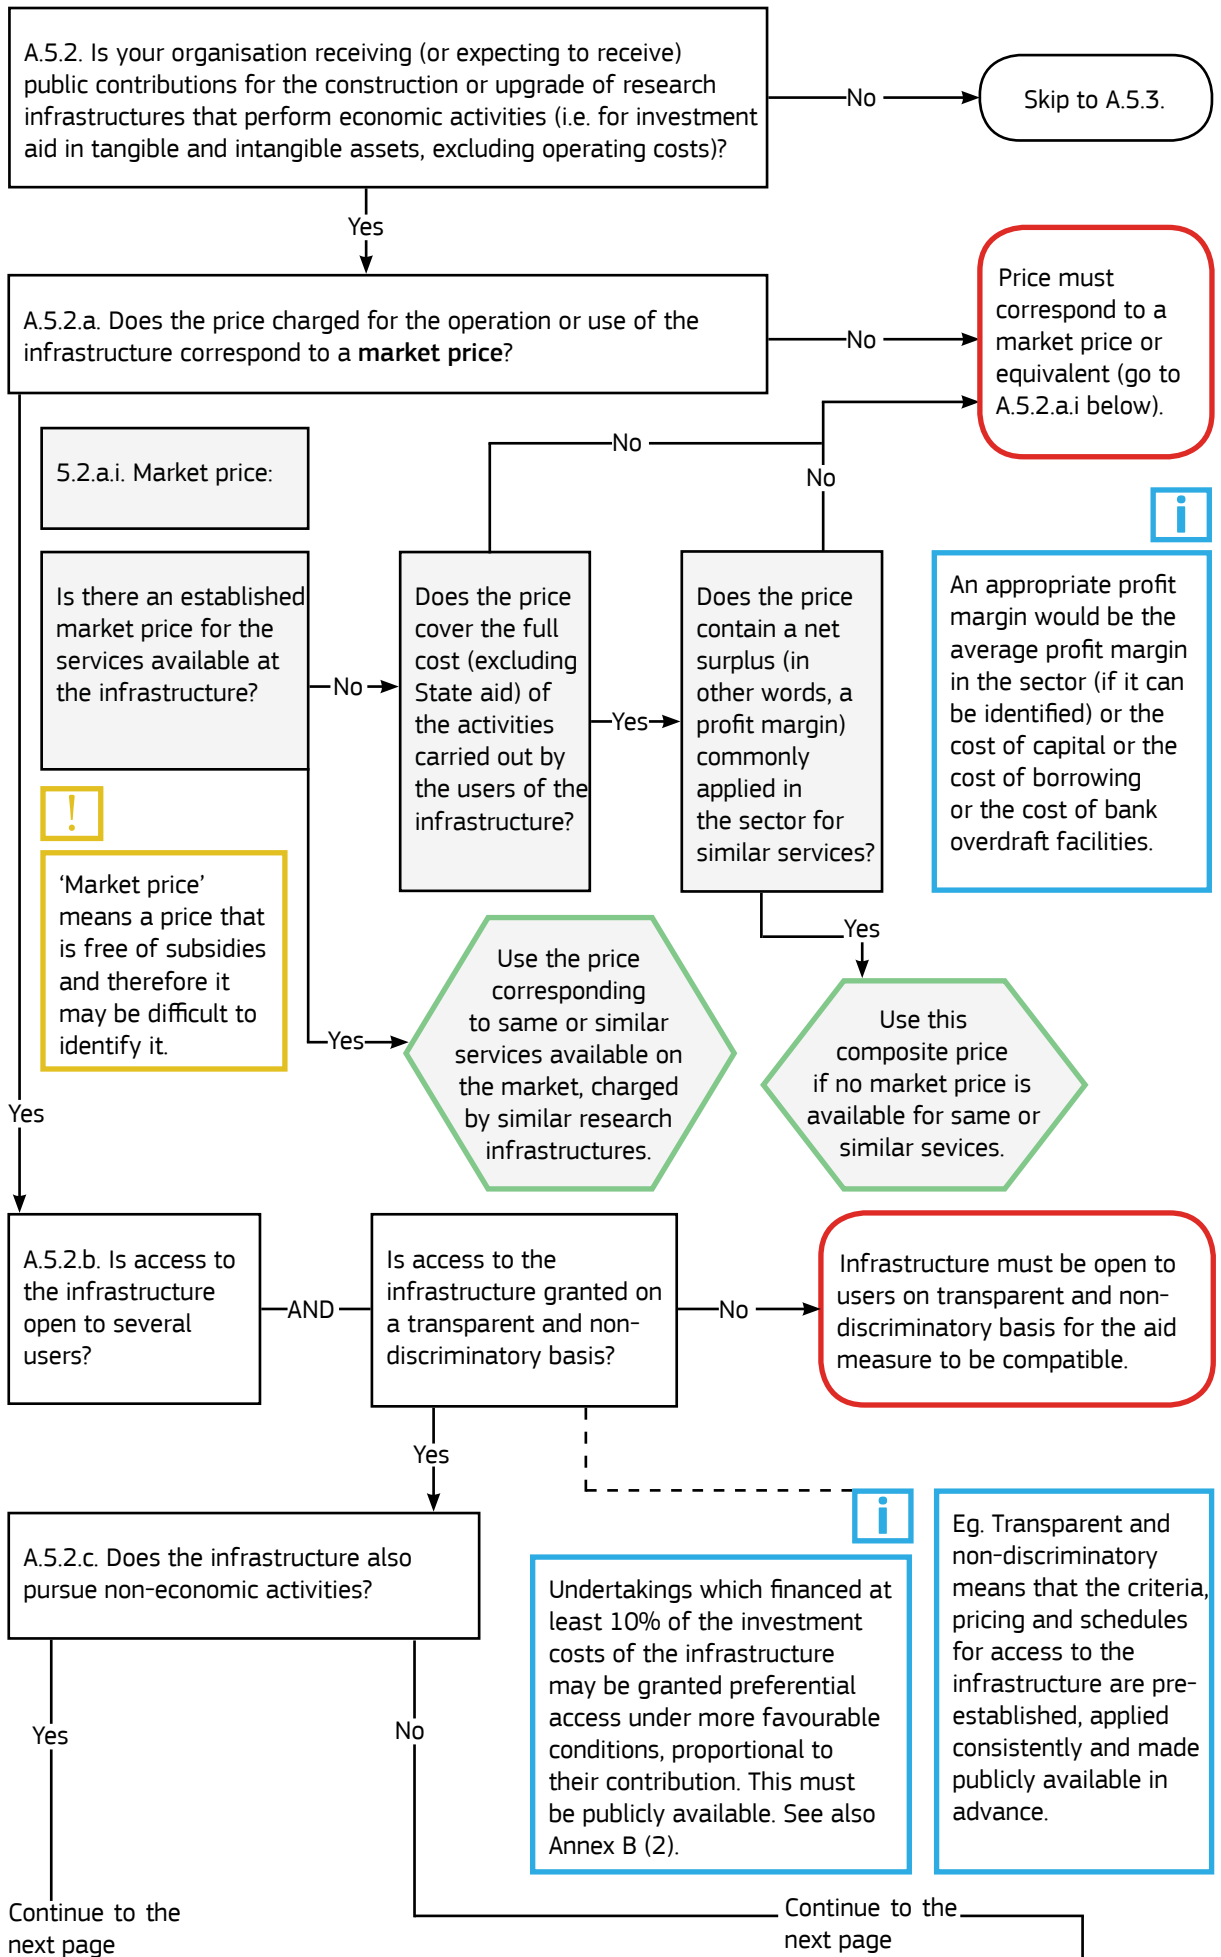 A.5.2. Is your organisation receiving (or expecting to receive)
public contributions for the construction or upgrade of research
infrastructures that perform economic activities (i.e. for investment
aid in tangible and intangible assets, excluding operating costs)?
No
Skip to A.5.3.
Yes
A.5.2.a. Does the price charged for the operation or use of the
infrastructure correspond to a market price?
No
Price must
correspond to a
market price or
equivalent (go to
A.5.2.a.i below).
5.2.a.i. Market price:
No
No
Is there an established
market price for the
services available at
the infrastructure?
No
Does the price
cover the full
cost (excluding
State aid) of
the activities
carried out by
the users of the
infrastructure?
Yes
Does the price
contain a net
surplus (in
other words, a
profit margin)
commonly
applied in
the sector for
similar services?
i
An appropriate profit
margin would be the
average profit margin
in the sector (if it can
be identified) or the
cost of capital or the
cost of borrowing
or the cost of bank
overdraft facilities.
!
'Market price'
means a price that
is free of subsidies
and therefore it
may be difficult to
identify it.
Yes
Use the price
corresponding
to same or similar
services available on
the market, charged
by similar research
infrastructures.
Yes
Use this
composite price
if no market price is
available for same or
similar sevices.
Yes
A.5.2.b. Is access to
the infrastructure
open to several
users?
AND
Is access to the
infrastructure granted on
a transparent and non-
discriminatory basis?
No
Infrastructure must be open to
users on transparent and non-
discriminatory basis for the aid
measure to be compatible.
Yes
A.5.2.c. Does the infrastructure also
pursue non-economic activities?
i
Undertakings which financed at
least 10% of the investment
costs of the infrastructure
may be granted preferential
access under more favourable
conditions, proportional to
their contribution. This must
be publicly available. See also
Annex B (2).
Eg. Transparent and
non-discriminatory
means that the criteria,
pricing and schedules
for access to the
infrastructure are pre-
established, applied
consistently and made
publicly available in
advance.
Yes
No
Continue to the
next page
Continue to the
next page